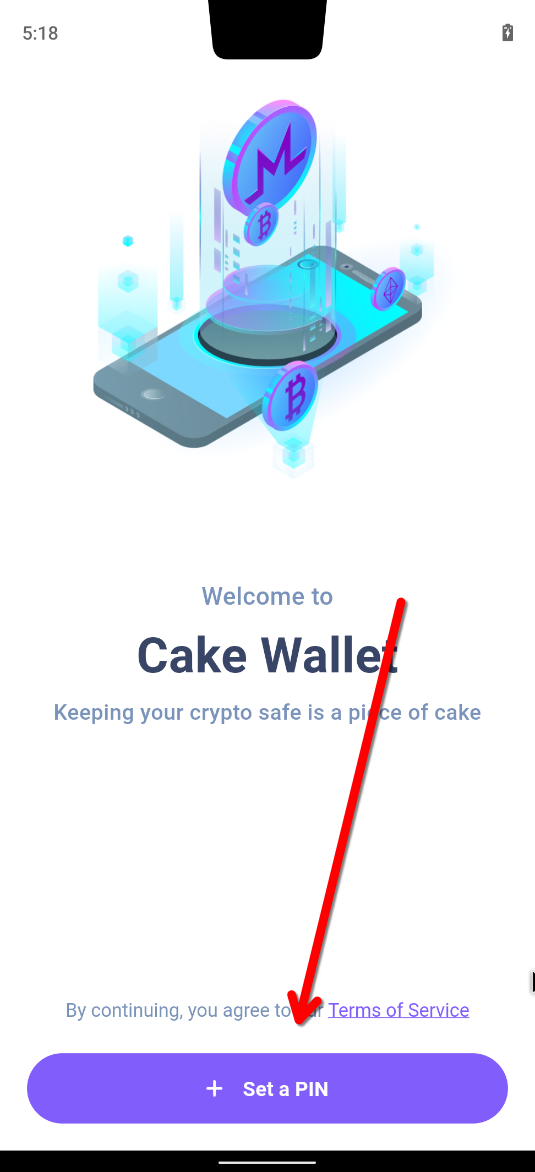 5:18
Welcome to
Cake Wallet
Keeping your crypto safe is a piece of cake
By continuing, you agree to our Terms of Service
+ Set a PIN